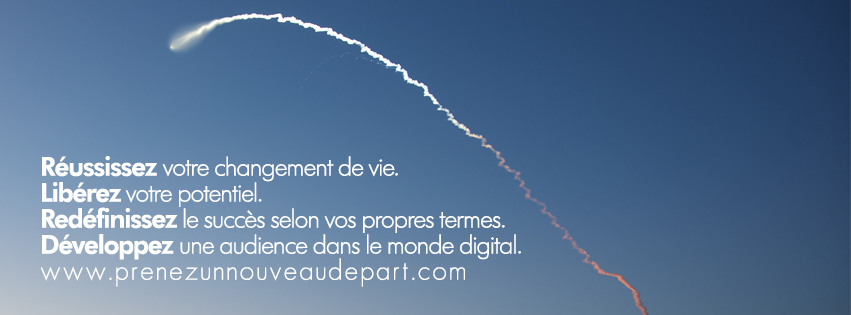 Réussissez votre changement de vie.
Libérez votre potentiel.
Redéfinissez le succès selon vos propres termes.
Développez une audience dans le monde digital.
www.prenezunnouveaudepart.com